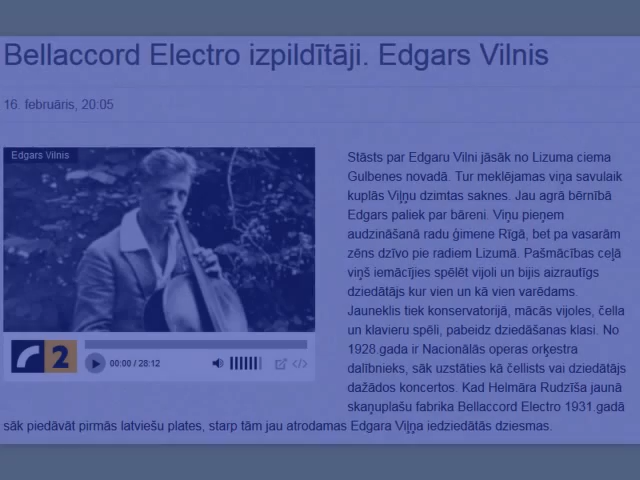 Bellaccord Electro izpildītāji. Edgars Vilnis
16. februāris, 20:05
Edgars Vilnis
Stāsts par Edgaru Vilni jāsāk no Lizuma ciema
Gulbenes novadā. Tur meklējamas viņa savulaik
kuplās Viļņu dzimtas saknes. Jau agrā bērnībā
Edgars paliek par bāreni. Viņu pieņem
audzināšanā radu ģimene Rīgā, bet pa vasarām
zēns dzīvo pie radiem Lizumā. Pašmācības ceļā
viņš iemācījies spēlēt vijoli un bijis aizrautīgs
dziedātājs kur vien un kā vien varēdams.
Jauneklis tiek konservatorijā, mācās vijoles, čella
un klavieru spēli, pabeidz dziedāšanas klasi. No
1928.gada ir Nacionālās operas orķestra
dalībnieks, sāk uzstāties kā čellists vai dziedātājs
dažādos koncertos. Kad Helmāra Rudzīša jaunā
skaņuplašu fabrika Bellaccord Electro 1931.gadā
sāk piedāvāt pirmās latviešu plates, starp tām jau atrodamas Edgara Viļņa iedziedātās dziesmas.
2
00:00 / 28:12